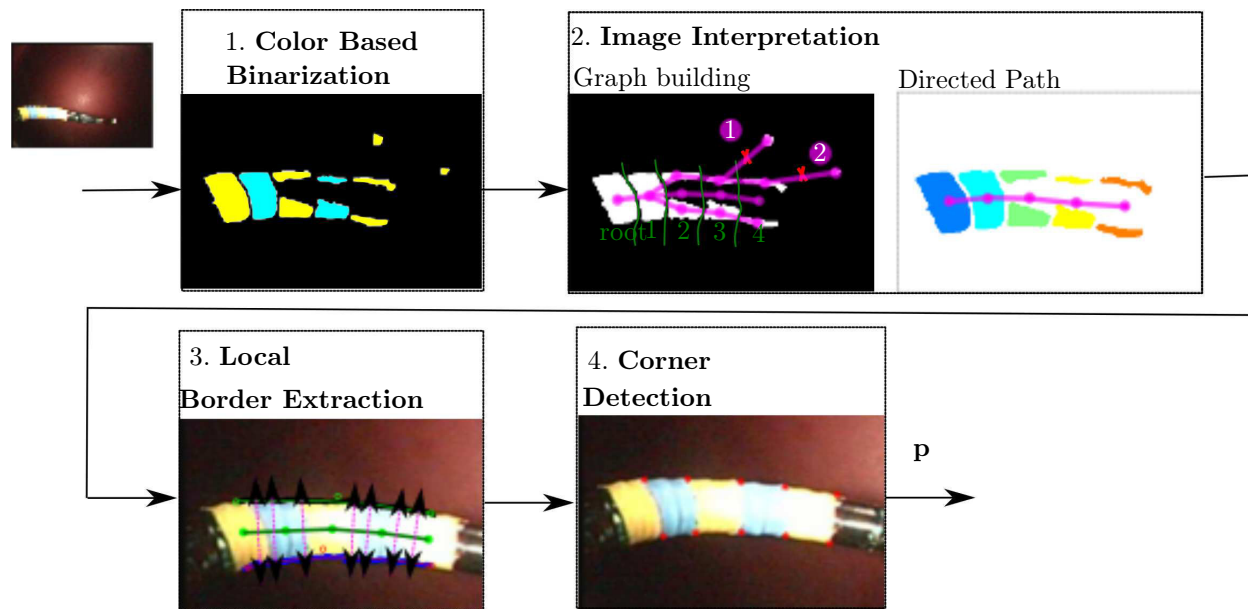 1. Color Based
Binarization
2. Image Interpretation
Graph building
Directed Path
1
2
root 1 2 3 4
3. Local
Border Extraction
4. Corner
Detection
p